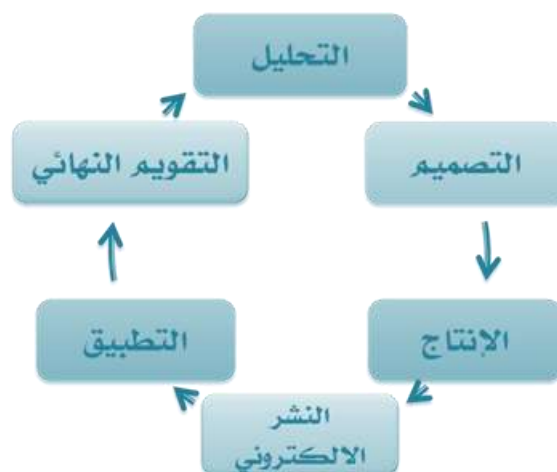 التحليل
التصميم
الإنتاج
النشر
الالكتروني
التطبيق
التقويم النهائي